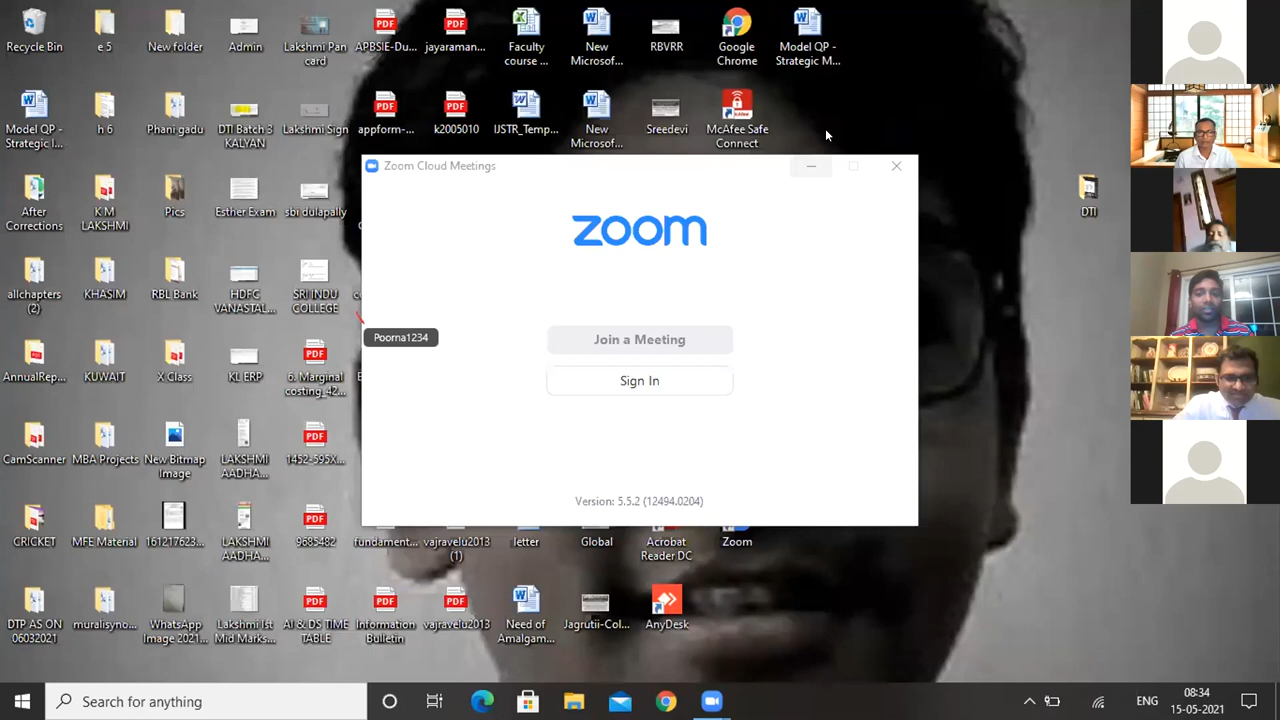 Recycle Bin
e 5
New folder
Admin
Lakshmi Pan
card
APBSIE-Du...
jayaraman...
Faculty
course ...
New
Microsof...
RBVRR
Google
Chrome
Model QP -
Strategic M...
Model QP -
Strategic I...
h 6
Phani gadu
DTI Batch 3
KALYAN
Lakshmi Sign
appform-...
k2005010
IJSTR_Temp...
New
Microsof...
Sreedevi
McAfee Safe
Connect
Zoom Cloud Meetings
After
Corrections
K M
LAKSHMI
Pics
Esther Exam
sbi dulapally
DTI
zoom
allchapters
(2)
KHASIM
RBL Bank
HDFC
VANASTAL...
SRI INDU
COLLEGE
Poorna1234
Join a Meeting
Sign In
AnnualRep...
KUWAIT
X Class
KL ERP
6. Marginal
costing_42...
CamScanner
MBA Projects
New Bitmap
Image
LAKSHMI
AADHA...
1452-595X...
Version: 5.5.2 (12494.0204)
CRICKET
MFE Material
161217623...
LAKSHMI
AADHA...
9685482
fundament...
vajravelu2013
(1)
letter
Global
Acrobat
Reader DC
Zoom
DTP AS ON
06032021
muralisyno...
WhatsApp
Image 2021...
Lakshmi Ist
Mid Marks...
AI & DS TIME
TABLE
Information
Bulletin
vajravelu2013
Need of
Amalgam...
Jagrutii-Col...
AnyDesk
Search for anything
ENG
08:34
15-05-2021